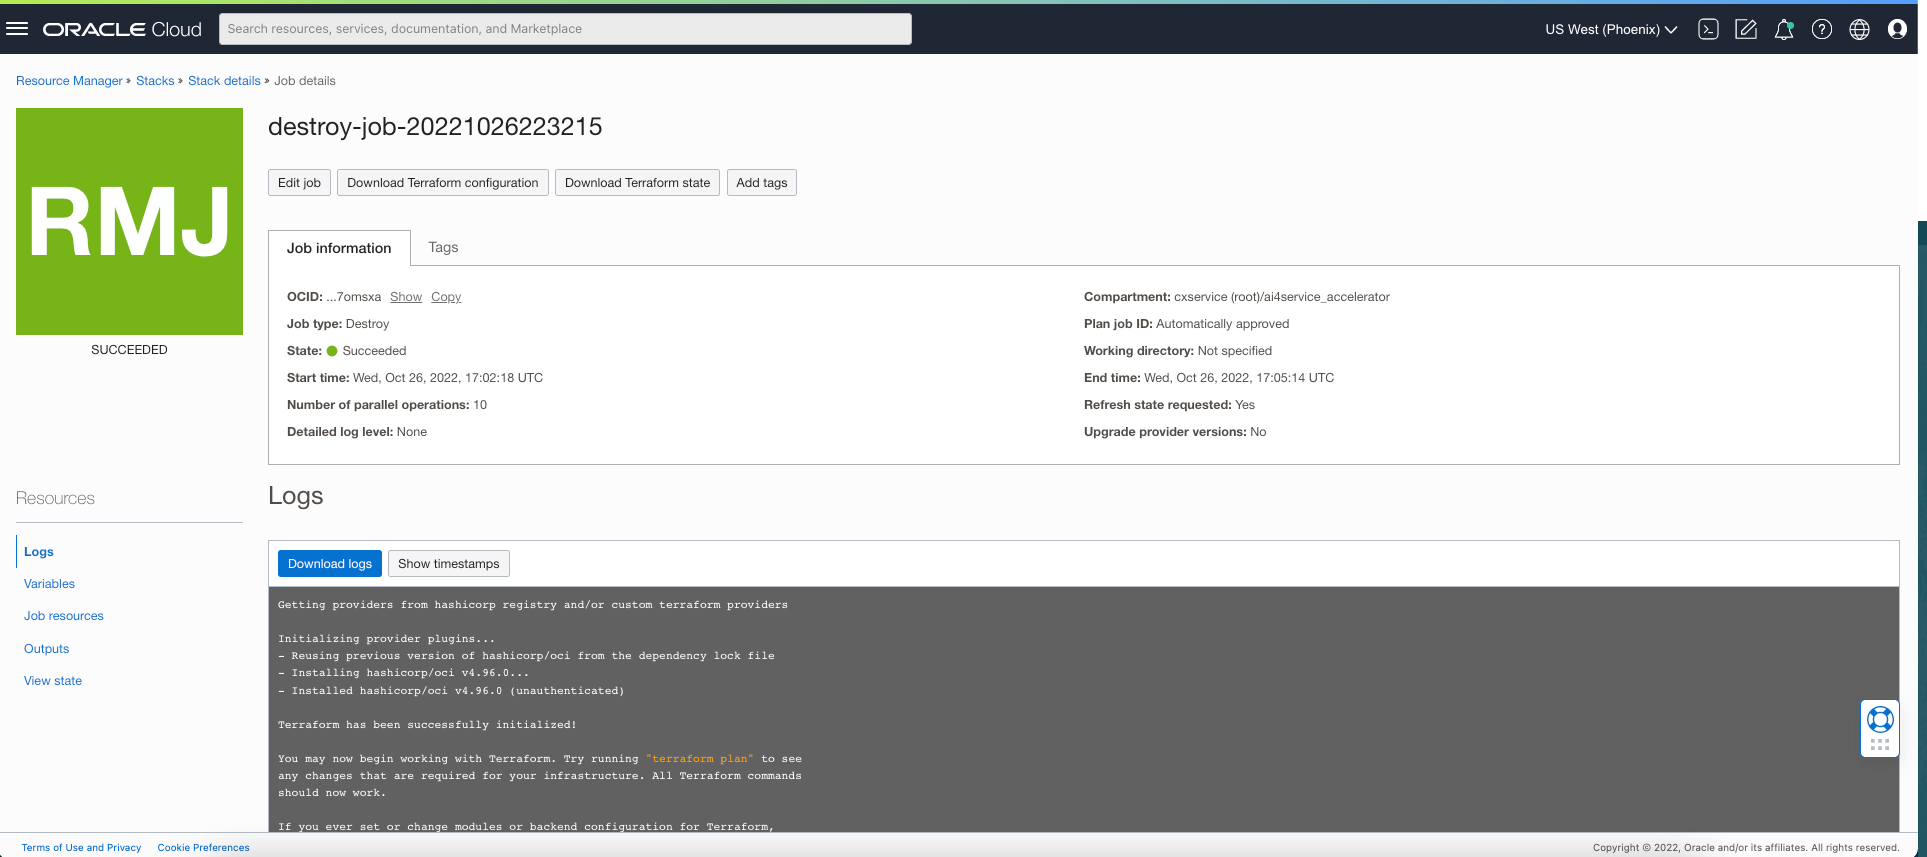 ORACLE Cloud
Search resources, services, documentation, and Marketplace
US West (Phoenix)
Resource Manager » Stacks » Stack details » Job details
RMJ
SUCCEEDED
destroy-job-20221026223215
Edit job Download Terraform configuration Download Terraform state Add tags
Job information Tags
OCID: ...7omsxa Show Copy
Job type: Destroy
State: Succeeded
Start time: Wed, Oct 26, 2022, 17:02:18 UTC
Number of parallel operations: 10
Detailed log level: None
Compartment: cxservice (root)/ai4service_accelerator
Plan job ID: Automatically approved
Working directory: Not specified
End time: Wed, Oct 26, 2022, 17:05:14 UTC
Refresh state requested: Yes
Upgrade provider versions: No
Resources
Logs
Variables
Job resources
Outputs
View state
Logs
Download logs Show timestamps
Getting providers from hashicorp registry and/or custom terraform providers
Initializing provider plugins...
- Reusing previous version of hashicorp/oci from the dependency lock file
- Installing hashicorp/oci v4.96.0...
- Installed hashicorp/oci v4.96.0 (unauthenticated)
Terraform has been successfully initialized!
You may now begin working with Terraform. Try running "terraform plan" to see
any changes that are required for your infrastructure. All Terraform commands
should now work.
If you ever set or change modules or backend configuration for Terraform,
Terms of Use and Privacy Cookie Preferences
Copyright © 2022, Oracle and/or its affiliates. All rights reserved.